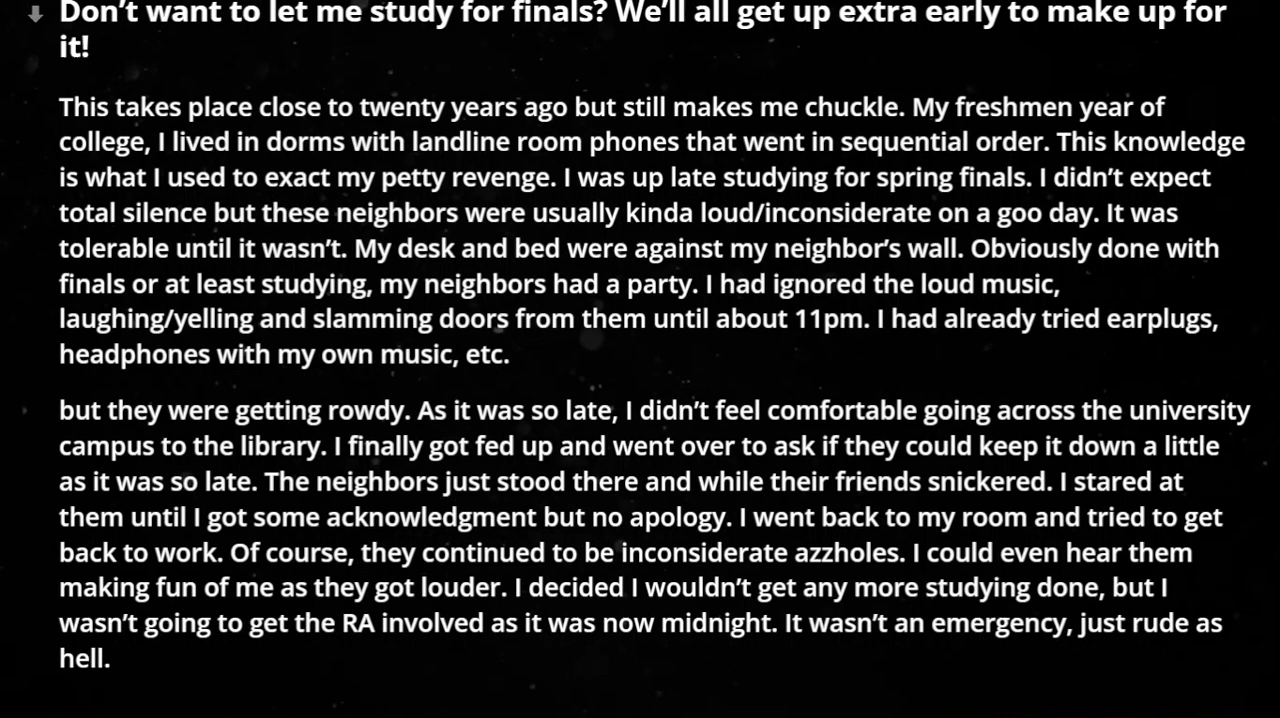 Don’t want to let me study for finals? We’ll all get up extra early to make up for
it!
This takes place close to twenty years ago but still makes me chuckle. My freshmen year of
college, I lived in dorms with landline room phones that went in sequential order. This knowledge
is what I used to exact my petty revenge. I was up late studying for spring finals. I didn’t expect
total silence but these neighbors were usually kinda loud/inconsiderate on a goo day. It was
tolerable until it wasn’t. My desk and bed were against my neighbor’s wall. Obviously done with
finals or at least studying, my neighbors had a party. I had ignored the loud music,
laughing/yelling and slamming doors from them until about 11pm. I had already tried earplugs,
headphones with my own music, etc.
but they were getting rowdy. As it was so late, I didn’t feel comfortable going across the university
campus to the library. I finally got fed up and went over to ask if they could keep it down a little
as it was so late. The neighbors just stood there and while their friends snickered. I stared at
them until I got some acknowledgment but no apology. I went back to my room and tried to get
back to work. Of course, they continued to be inconsiderate azzholes. I could even hear them
making fun of me as they got louder. I decided I wouldn’t get any more studying done, but I
wasn’t going to get the RA involved as it was now midnight. It wasn’t an emergency, just rude as
hell.